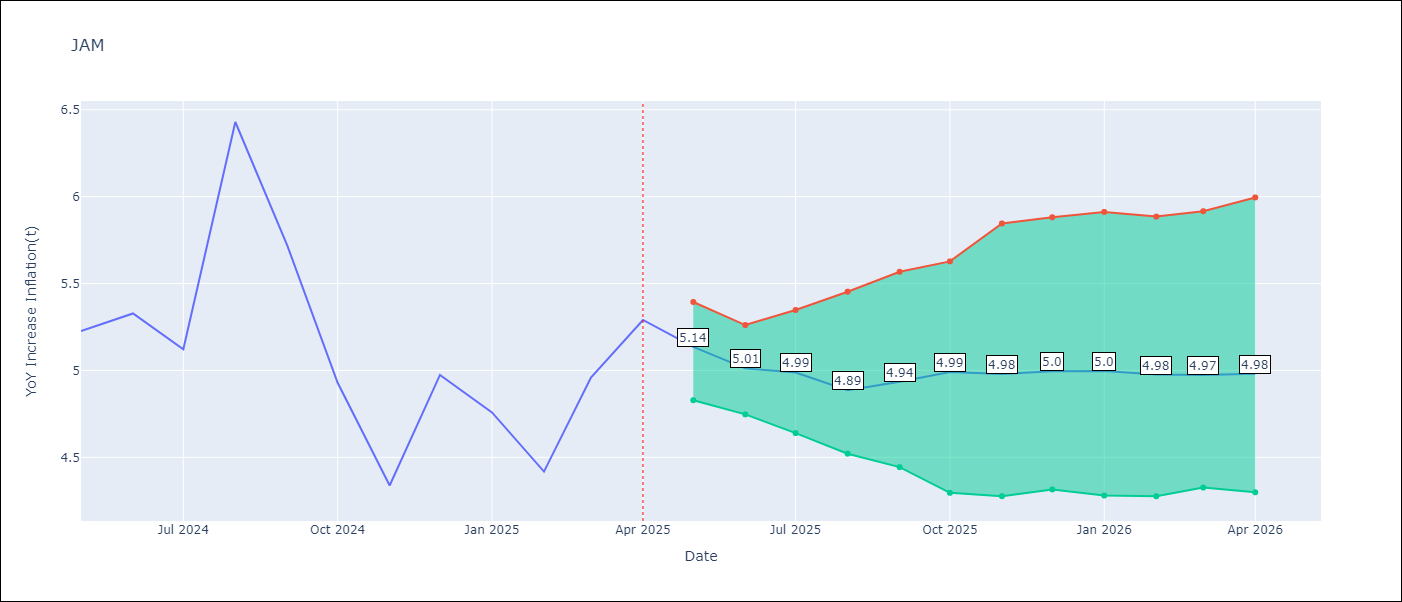 JAM
6.5
6
5.5
5
4.5
YoY Increase Inflation(t)
5.14
5.01
4.99
4.89
4.94
4.99
4.98
5.0
5.0
4.98
4.97
4.98
Jul 2024
Oct 2024
Jan 2025
Apr 2025
Jul 2025
Oct 2025
Jan 2026
Apr 2026
Date